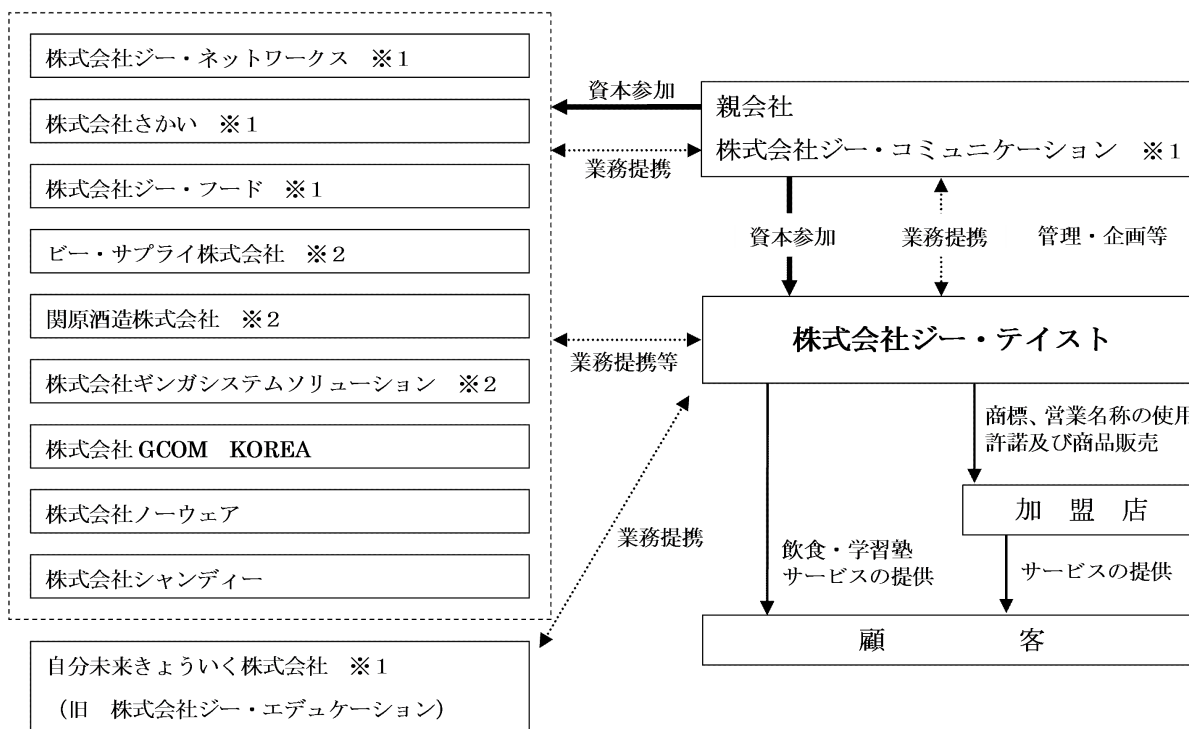 株式会社ジー・ネットワークス　※１
株式会社さかい　※１
株式会社ジー・フード　※１
ビー・サプライ株式会社　※２
関原酒造株式会社　※２
株式会社ギンガシステムソリューション　※２
株式会社 GCOM　KOREA
株式会社ノーウェア
株式会社シャンディー
自分未来きょういく株式会社　※１
（旧　株式会社ジー・エデュケーション）
資本参加
業務提携
親会社
株式会社ジー・コミュニケーション　※１
資本参加
業務提携
管理・企画等
株式会社ジー・テイスト
業務提携等
業務提携
商標、営業名称の使用
許諾及び商品販売
加　盟　店
飲食・学習塾
サービスの提供
サービスの提供
顧　　　客